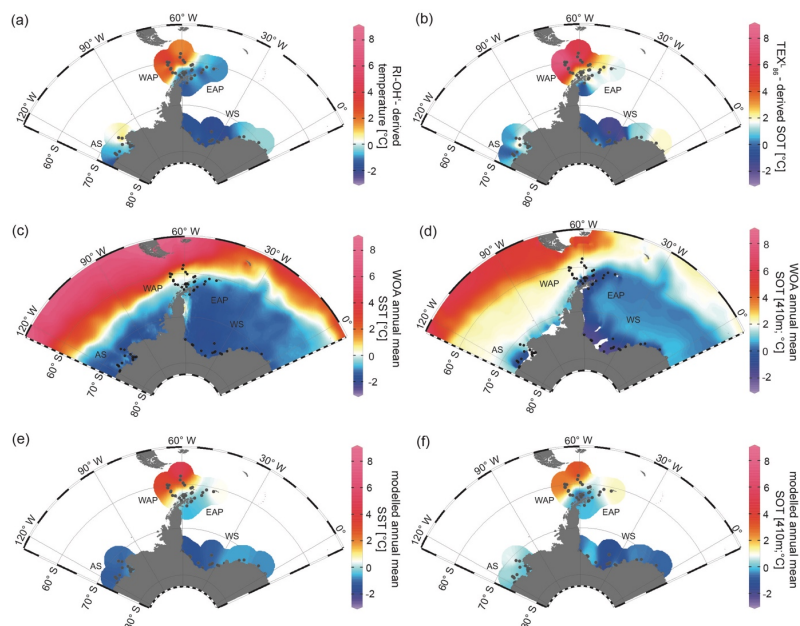 (a)
60° W
90° W
30° W
120° W
0°
WAP
EAP
WS
AS
60° S
70° S
80° S
8
6
4
2
0
-2
RI-OH'- derived
temperature [°C]
(b)
60° W
90° W
30° W
120° W
0°
WAP
EAP
WS
AS
60° S
70° S
80° S
8
6
4
2
0
-2
TEX L 86 - derived SOT [°C]
(c)
60° W
90° W
30° W
120° W
0°
WAP
EAP
WS
AS
60° S
70° S
80° S
8
6
4
2
0
-2
WOA annual mean
SST [°C]
(d)
60° W
90° W
30° W
120° W
0°
WAP
EAP
WS
AS
60° S
70° S
80° S
8
6
4
2
0
-2
WOA annual mean
SOT [410m; °C]
(e)
60° W
90° W
30° W
120° W
0°
WAP
EAP
WS
AS
60° S
70° S
80° S
8
6
4
2
0
-2
modelled annual mean
SST [°C]
(f)
60° W
90° W
30° W
120° W
0°
WAP
EAP
WS
AS
60° S
70° S
80° S
8
6
4
2
0
-2
modelled annual mean
SOT [410m;°C]